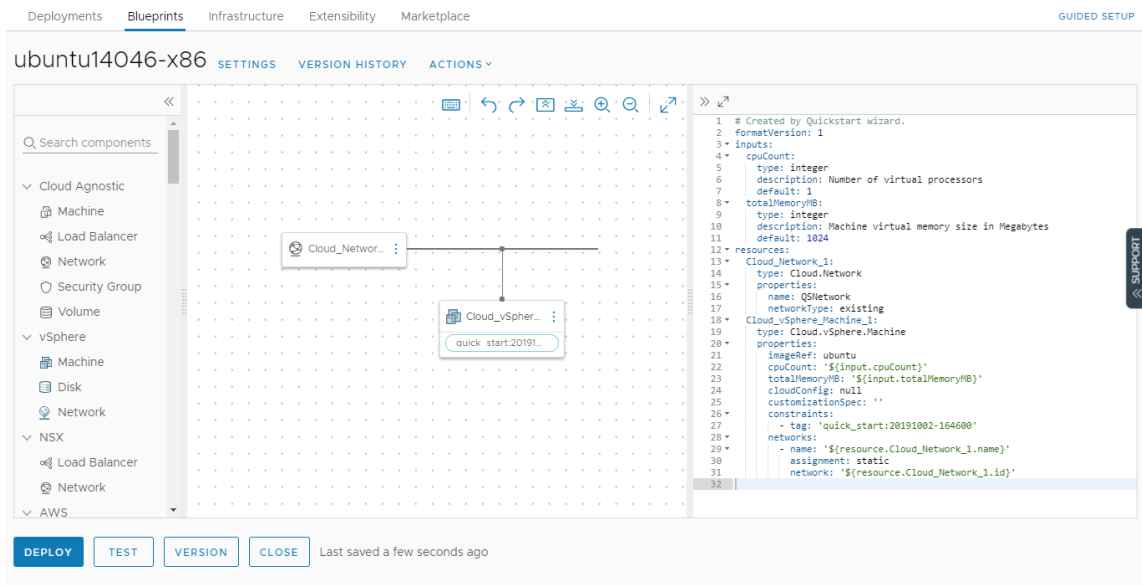 Deployments Blueprints Infrastructure Extensibility Marketplace GUIDED SETUP
ubuntu14046-x86 SETTINGS VERSION HISTORY ACTIONS
Search components
Cloud Agnostic
Machine
Load Balancer
Network
Security Group
Volume
vSphere
Machine
Disk
Network
NSX
Load Balancer
Network
AWS
Cloud_Networ...
Cloud_vSpher...
quick start:20191...
1 # Created by Quickstart wizard.
2 formatVersion: 1
3 inputs:
4 cpuCount:
5 type: integer
6 description: Number of virtual processors
7 default: 1
8 totalMemoryMB:
9 type: integer
10 description: Machine virtual memory size in Megabytes
11 default: 1024
12 resources:
13 Cloud_Network_1:
14 type: Cloud.Network
15 properties:
16 name: QSNetwork
17 networkType: existing
18 Cloud_vSphere_Machine_1:
19 type: Cloud.vSphere.Machine
20 properties:
21 imageRef: ubuntu
22 cpuCount: '${input.cpuCount}'
23 totalMemoryMB: '${input.totalMemoryMB}'
24 cloudConfig: null
25 customizationSpec: ''
26 constraints:
27 - tag: 'quick_start:20191002-164600'
28 networks:
29 - name: '${resource.Cloud_Network_1.name}'
30 assignment: static
31 network: '${resource.Cloud_Network_1.id}'
32
SUPPORT
DEPLOY TEST VERSION CLOSE Last saved a few seconds ago